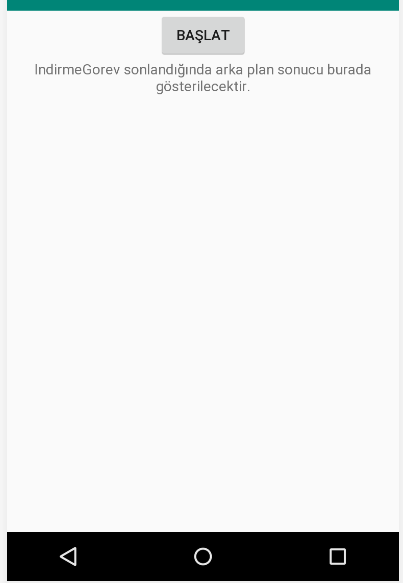 BAŞLAT
IndirmeGorev sonlandığında arka plan sonucu burada
gösterilecektir.